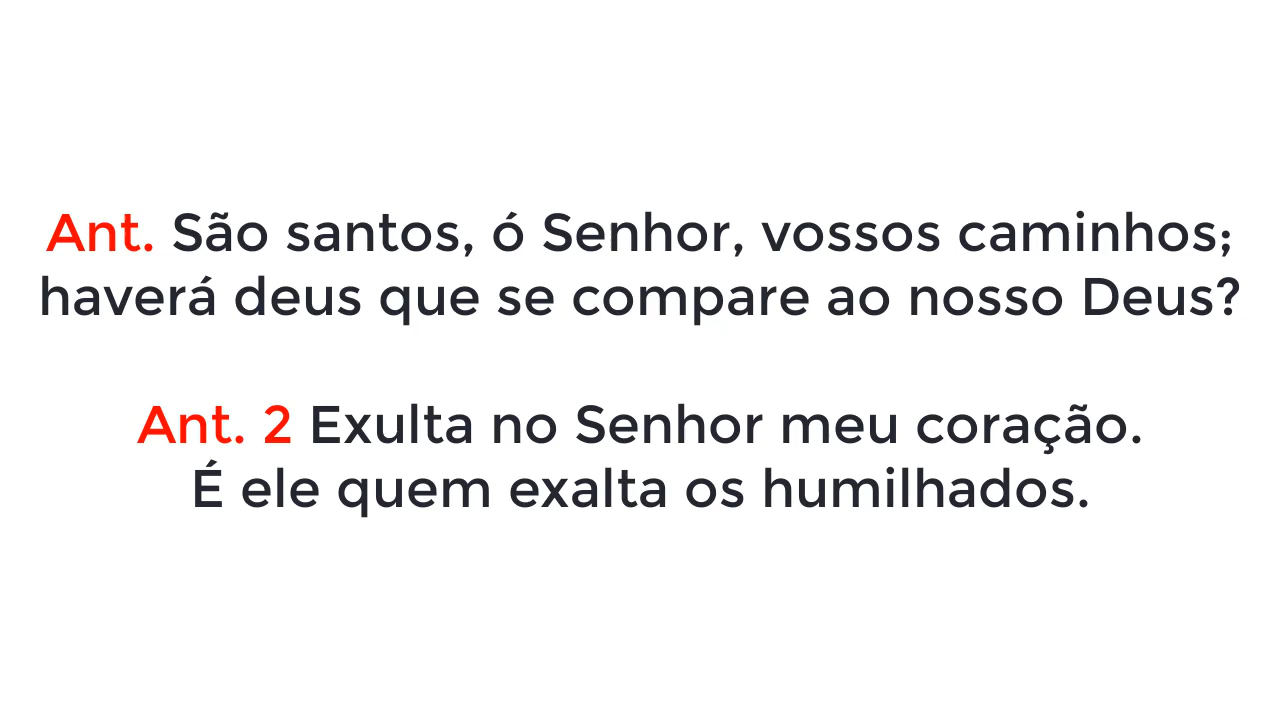 Ant. São santos, ó Senhor, vossos caminhos;
haverá deus que se compare ao nosso Deus?
Ant. 2 Exulta no Senhor meu coração.
É ele quem exalta os humilhados.